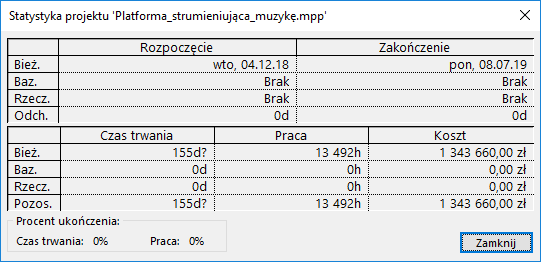 Statystyka projektu 'Platforma_strumieniująca_muzykę.mpp'
Rozpoczęcie Zakończenie
Bież. wto, 04.12.18 pon, 08.07.19
Baz. Brak Brak
Rzecz. Brak Brak
Odch. 0d 0d
Czas trwania Praca Koszt
Bież. 155d? 13 492h 1 343 660,00 zł
Baz. 0d 0h 0,00 zł
Rzecz. 0d 0h 0,00 zł
Pozos. 155d? 13 492h 1 343 660,00 zł
Procent ukończenia:
Czas trwania: 0% Praca: 0% Zamknij